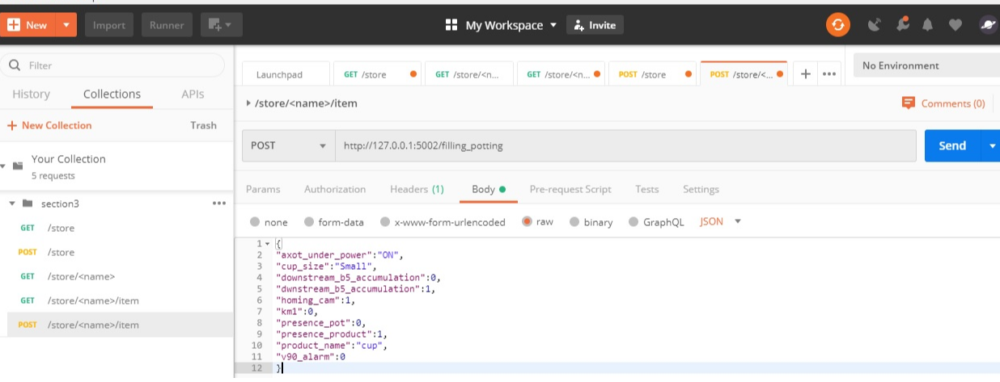 New Import Runner My Workspace Invite
Filter
History Collections APIs
+ New Collection Trash
Your Collection
5 requests
section3
GET /store
POST /store
GET /store/<name>
GET /store/<name>/item
POST /store/<name>/item
Launchpad GET /store GET /store/<n... GET /store/<n... POST /store POST /store/<... + ••• No Environment
/store/<name>/item Comments (0)
POST http://127.0.0.1:5002/filling_potting Send
Params Authorization Headers (1) Body Pre-request Script Tests Settings
none form-data x-www-form-urlencoded raw binary GraphQL JSON
1 {
2 "axot_under_power":"ON",
3 "cup_size":"Small",
4 "downstream_b5_accumulation":0,
5 "dwnstream_b5_accumulation":1,
6 "homing_cam":1,
7 "km1":0,
8 "presence_pot":0,
9 "presence_product":1,
10 "product_name":"cup",
11 "v90_alarm":0
12 }